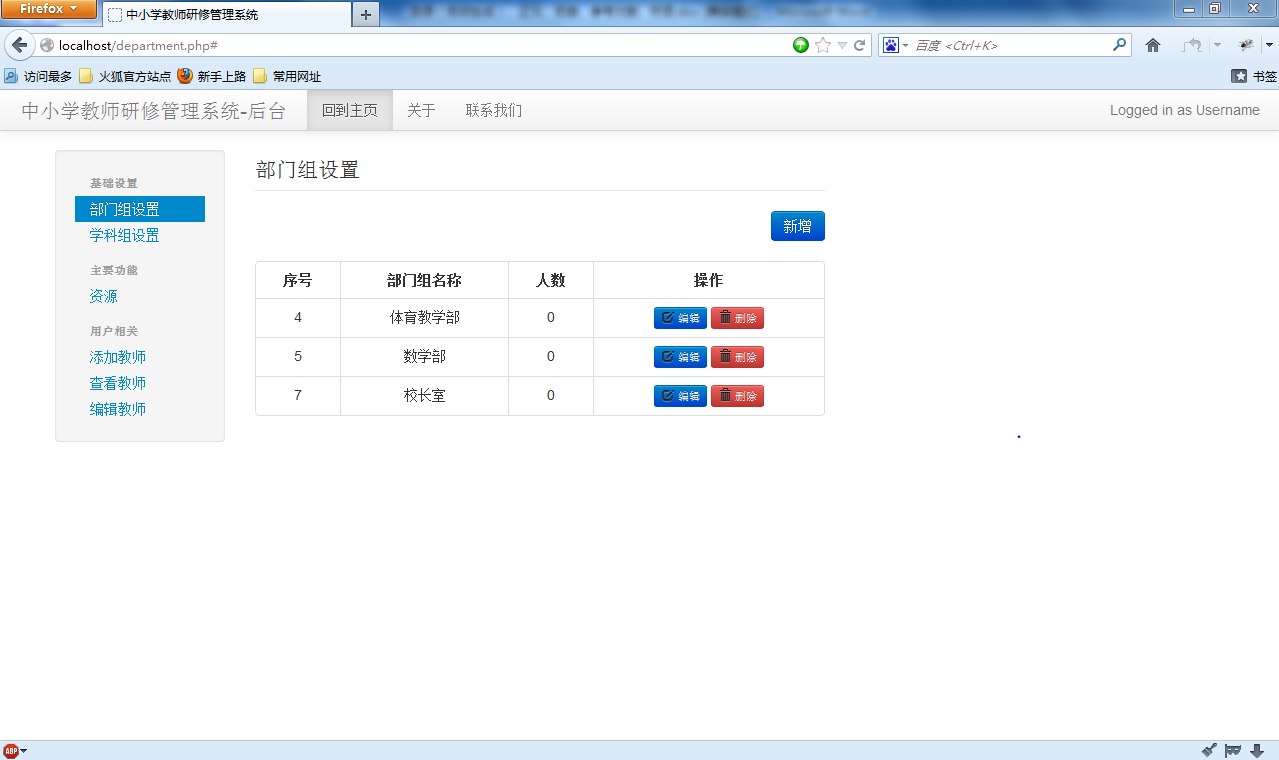 Firefox
中小学教师研修管理系统
localhost/department.php#
百度 <Ctrl+K>
访问最多 火狐官方站点 新手上路 常用网址
书签
中小学教师研修管理系统-后台 回到主页 关于 联系我们 Logged in as Username
基础设置
部门组设置
学科组设置
主要功能
资源
用户相关
添加教师
查看教师
编辑教师
部门组设置
新增
序号 部门组名称 人数 操作
4 体育教学部 0 编辑 删除
5 数学部 0 编辑 删除
7 校长室 0 编辑 删除
ABP